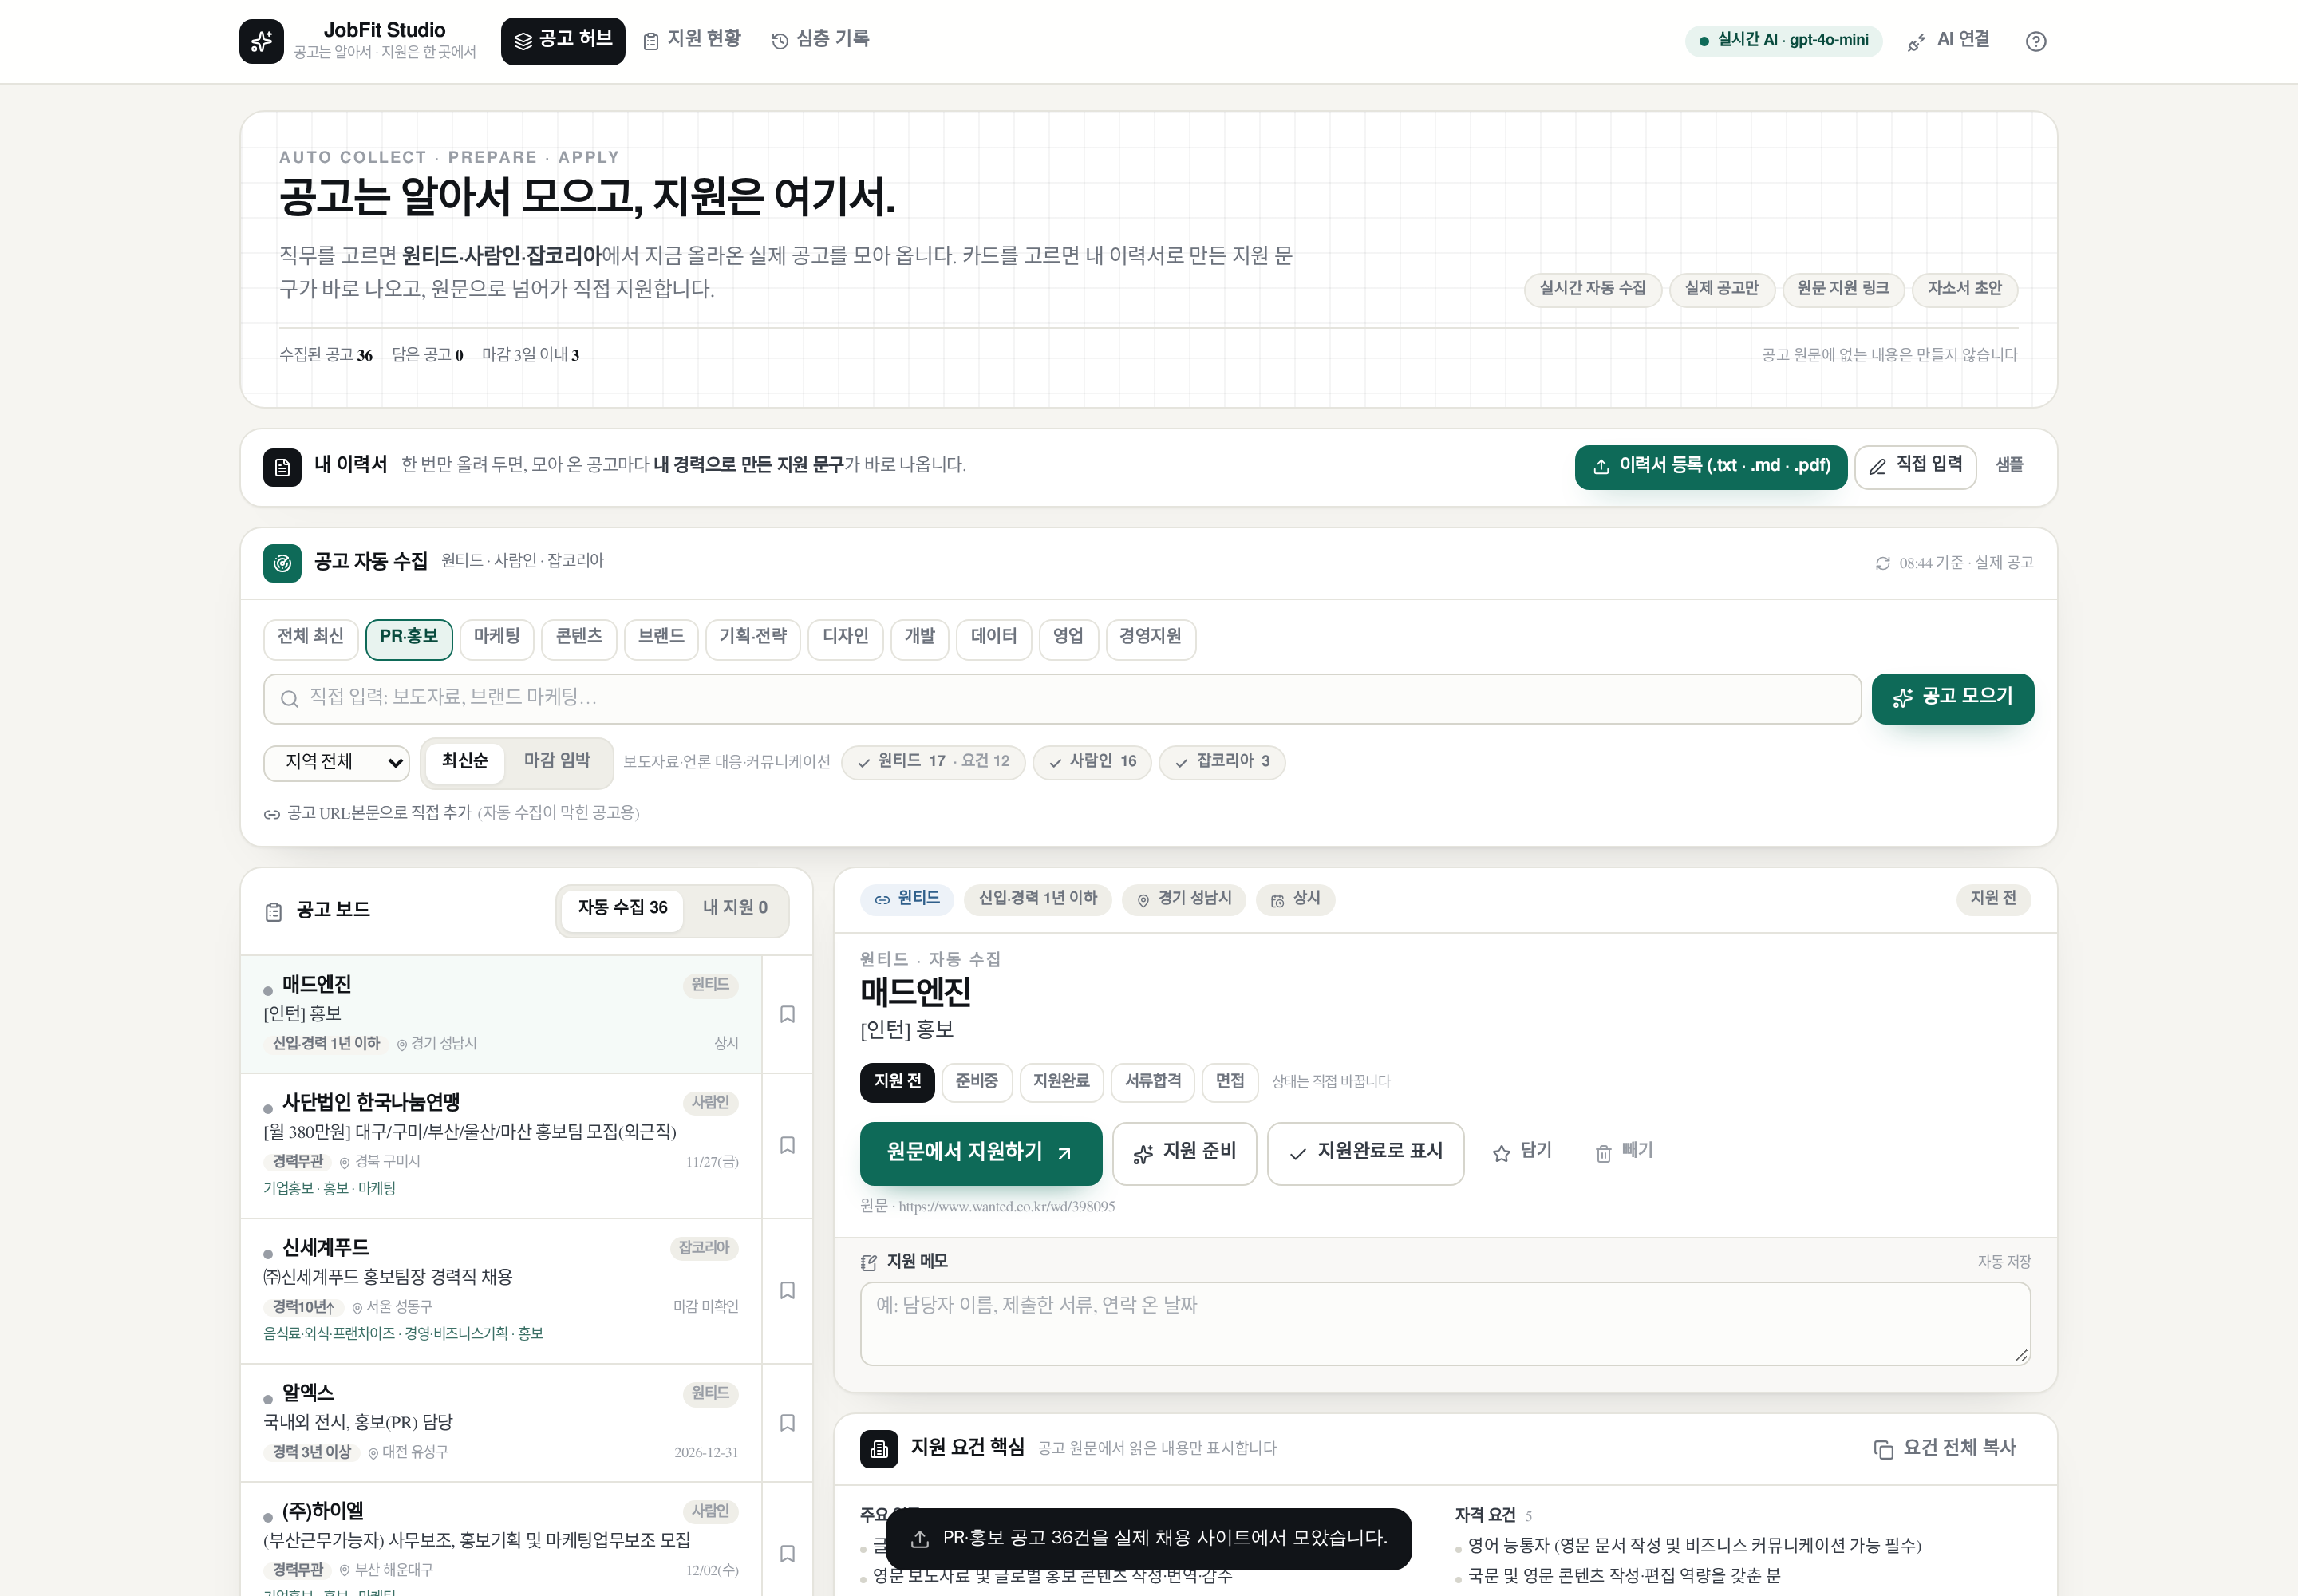 JobFit Studio
공고는 알아서 · 지원은 한 곳에서
공고 허브
지원 현황
심층 기록
실시간 AI · gpt-4o-mini
AI 연결
AUTO COLLECT · PREPARE · APPLY
공고는 알아서 모으고, 지원은 여기서.
직무를 고르면 원티드·사람인·잡코리아에서 지금 올라온 실제 공고를 모아 옵니다. 카드를 고르면 내 이력서로 만든 지원 문
구가 바로 나오고, 원문으로 넘어가 직접 지원합니다.
실시간 자동 수집
실제 공고만
원문 지원 링크
자소서 초안
수집된 공고 36 담은 공고 0 마감 3일 이내 3
공고 원문에 없는 내용은 만들지 않습니다
내 이력서
한 번만 올려 두면, 모아 온 공고마다 내 경력으로 만든 지원 문구가 바로 나옵니다.
이력서 등록 (.txt · .md · .pdf)
직접 입력
샘플
공고 자동 수집
원티드 · 사람인 · 잡코리아
08:44 기준 · 실제 공고
전체 최신
PR·홍보
마케팅
콘텐츠
브랜드
기획·전략
디자인
개발
데이터
영업
경영지원
직접 입력: 보도자료, 브랜드 마케팅…
공고 모으기
지역 전체
최신순
마감 임박
보도자료·언론 대응·커뮤니케이션
원티드 17 · 요건 12
사람인 16
잡코리아 3
공고 URL본문으로 직접 추가 (자동 수집이 막힌 공고용)
공고 보드
자동 수집 36
내 지원 0
매드엔진
원티드
[인턴] 홍보
신입·경력 1년 이하
경기 성남시
상시
사단법인 한국나눔연맹
사람인
[월 380만원] 대구/구미/부산/울산/마산 홍보팀 모집(외근직)
경력무관
경북 구미시
11/27(금)
기업홍보 · 홍보 · 마케팅
신세계푸드
잡코리아
㈜신세계푸드 홍보팀장 경력직 채용
경력10년↑
서울 성동구
마감 미확인
음식료·외식·프랜차이즈 · 경영·비즈니스기획 · 홍보
알엑스
원티드
국내외 전시, 홍보(PR) 담당
경력 3년 이상
대전 유성구
2026-12-31
(주)하이엘
사람인
(부산근무가능자) 사무보조, 홍보기획 및 마케팅업무보조 모집
경력무관
부산 해운대구
12/02(수)
기업홍보 · 홍보 · 마케팅
원티드
신입·경력 1년 이하
경기 성남시
상시
지원 전
원티드 · 자동 수집
매드엔진
[인턴] 홍보
지원 전
준비중
지원완료
서류합격
면접
상태는 직접 바꿉니다
원문에서 지원하기
지원 준비
지원완료로 표시
담기
빼기
원문 · https://www.wanted.co.kr/wd/398095
지원 메모
자동 저장
예: 담당자 이름, 제출한 서류, 연락 온 날짜
지원 요건 핵심
공고 원문에서 읽은 내용만 표시합니다
요건 전체 복사
주요
영문 보도자료 및 글로벌 홍보 콘텐츠 작성·번역·감수
자격 요건 5
영어 능통자 (영문 문서 작성 및 비즈니스 커뮤니케이션 가능 필수)
국문 및 영문 콘텐츠 작성·편집 역량을 갖춘 분
PR·홍보 공고 36건을 실제 채용 사이트에서 모았습니다.